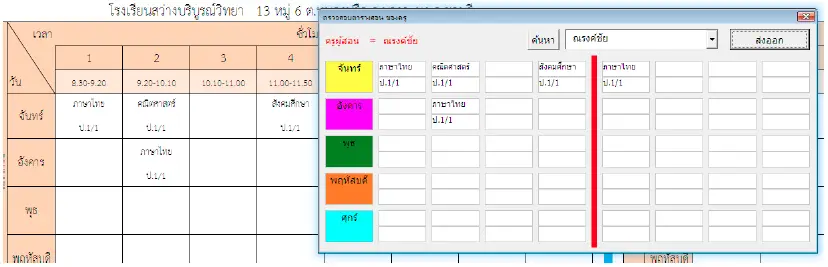 โรงเรียนสว่างบริบูรณ์วิทยา 13 หมู่ 6 ต.
เวลา
ชั่วโม
วัน
1 2 3 4
8.30-9.20 9.20-10.10 10.10-11.00 11.00-11.50
จันทร์
ภาษาไทย คณิตศาสตร์ สังคมศึกษา
ป.1/1 ป.1/1 ป.1/1
อังคาร
ภาษาไทย
ป.1/1
พุธ
พฤหัสบดี
ตรวจสอบตารางสอน ของครู
ครูผู้สอน = ณรงค์ชัย
ค้นหา
ณรงค์ชัย
ส่งออก
จันทร์
ภาษาไทย คณิตศาสตร์ สังคมศึกษา ภาษาไทย
ป.1/1 ป.1/1 ป.1/1 ป.1/1
อังคาร
ภาษาไทย
ป.1/1
พุธ
พฤหัสบดี
ศุกร์